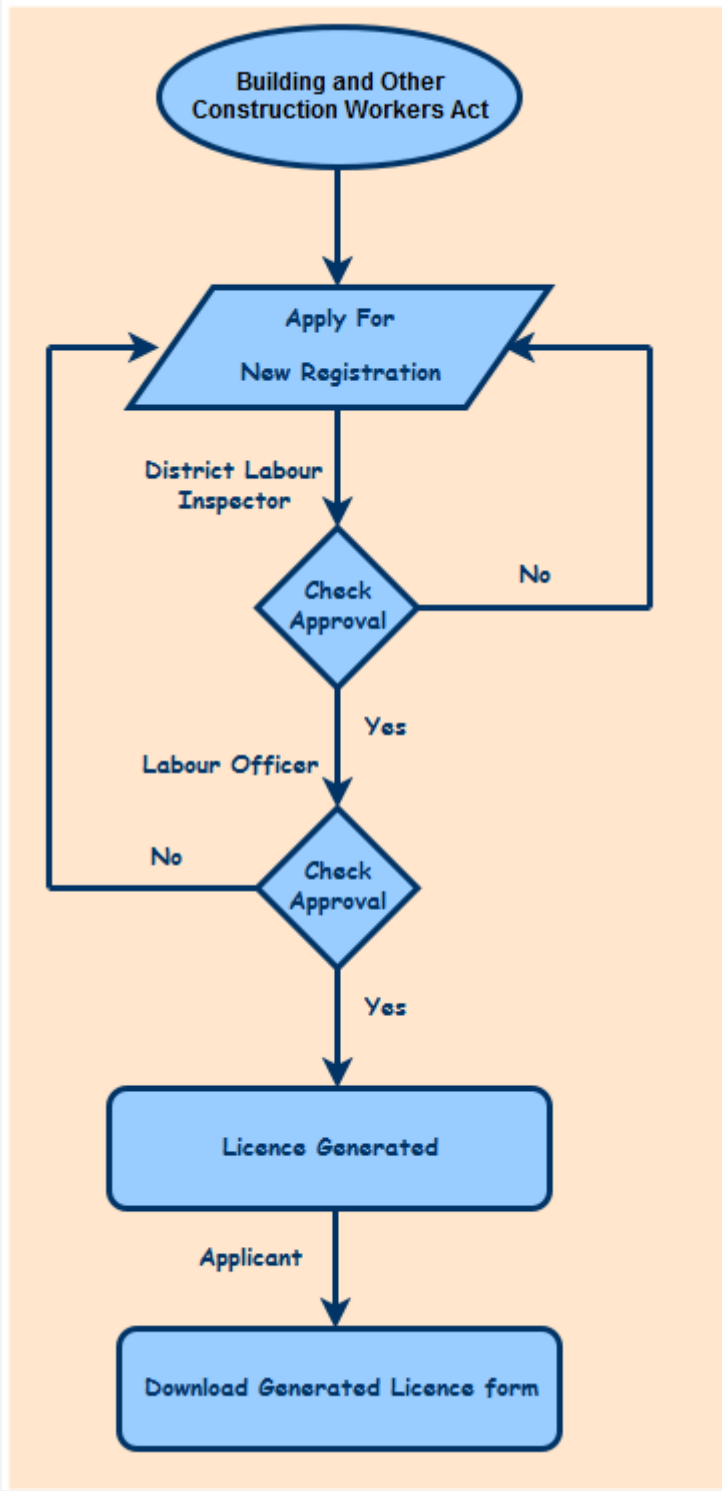 Building and Other
Construction Workers Act
Apply For
New Registration
District Labour
Inspector
Check
Approval
No
Yes
Labour Officer
Check
Approval
No
Yes
Licence Generated
Applicant
Download Generated Licence form